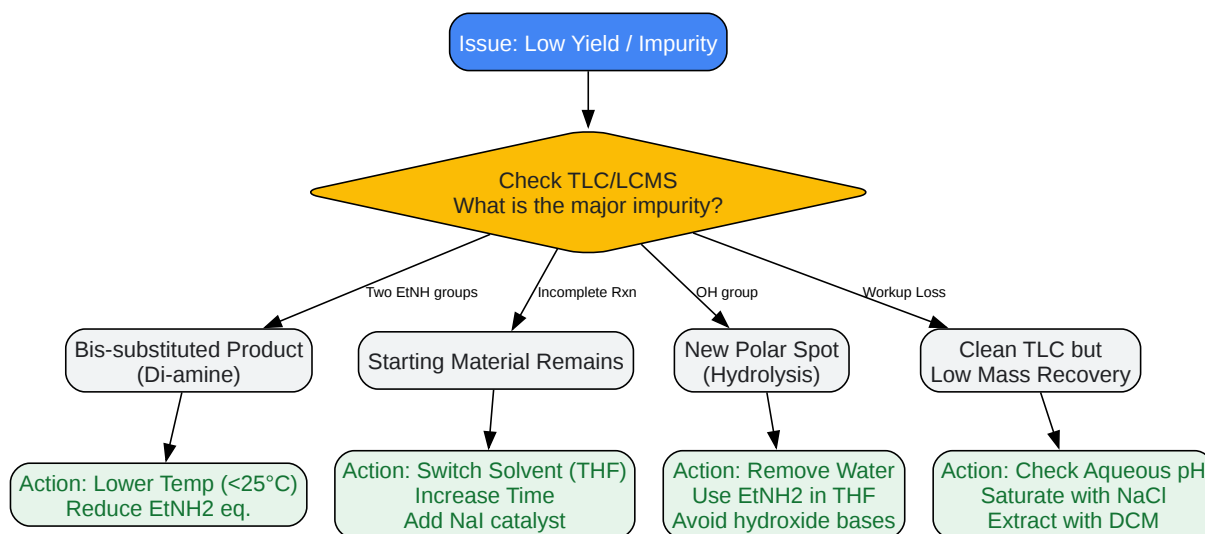 Issue: Low Yield / Impurity
Check TLC/LCMS
What is the major impurity?
Two EtNH groups
Incomplete Rxn
OH group
Workup Loss
Bis-substituted Product
(Di-amine)
Starting Material Remains
New Polar Spot
(Hydrolysis)
Clean TLC but
Low Mass Recovery
Action: Lower Temp (<25°C)
Reduce EtNH2 eq.
Action: Switch Solvent (THF)
Increase Time
Add NaI catalyst
Action: Remove Water
Use EtNH2 in THF
Avoid hydroxide bases
Action: Check Aqueous pH
Saturate with NaCl
Extract with DCM